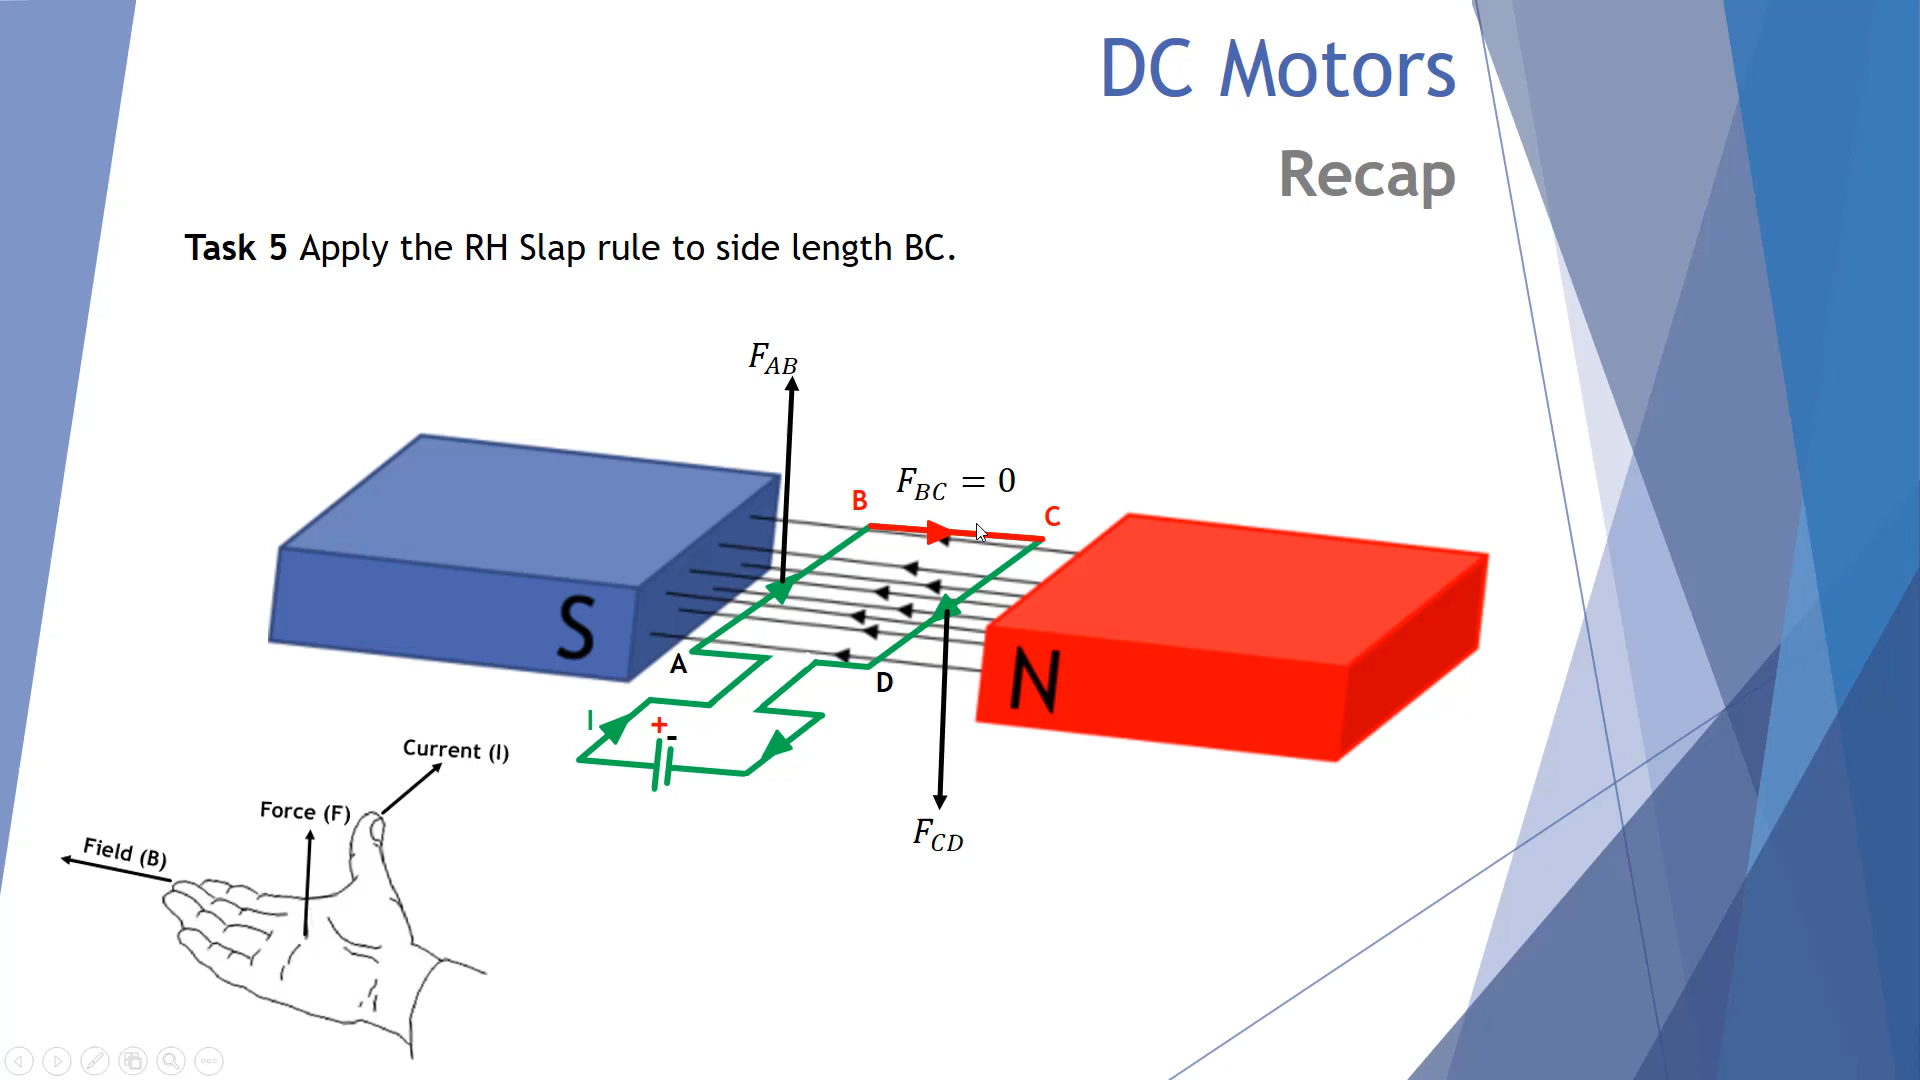 DC Motors
Recap
Task 5 Apply the RH Slap rule to side length BC.
F_AB
F_BC = 0
B
C
S
A
D
N
I
+
-
Current (I)
Force (F)
Field (B)
F_CD